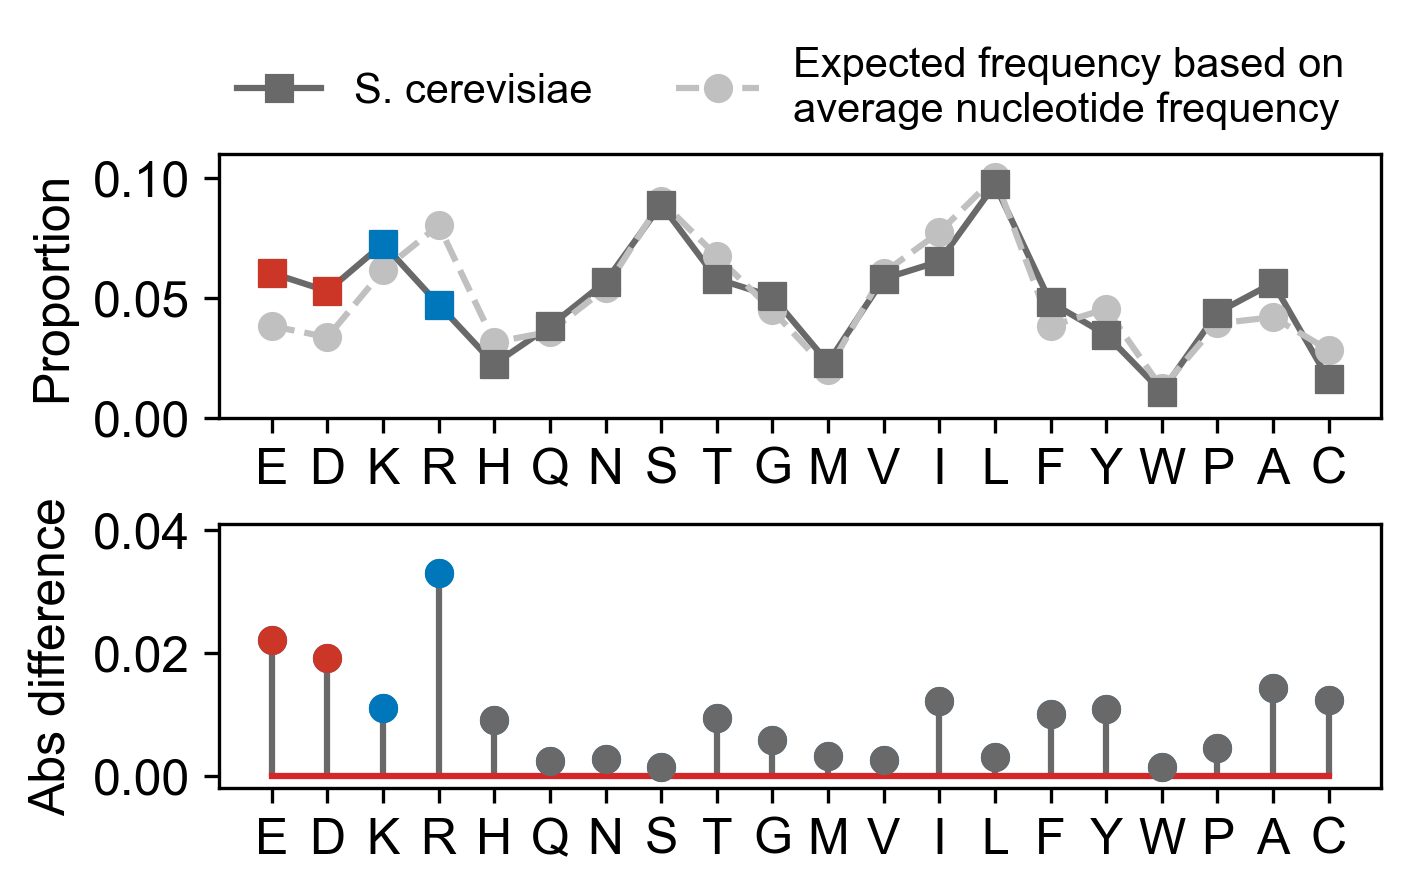 S. cerevisiae
Expected frequency based on
average nucleotide frequency
Proportion
0.10
0.05
0.00
E D K R H Q N S T G M V I L F Y W P A C
Abs difference
0.04
0.02
0.00
E D K R H Q N S T G M V I L F Y W P A C